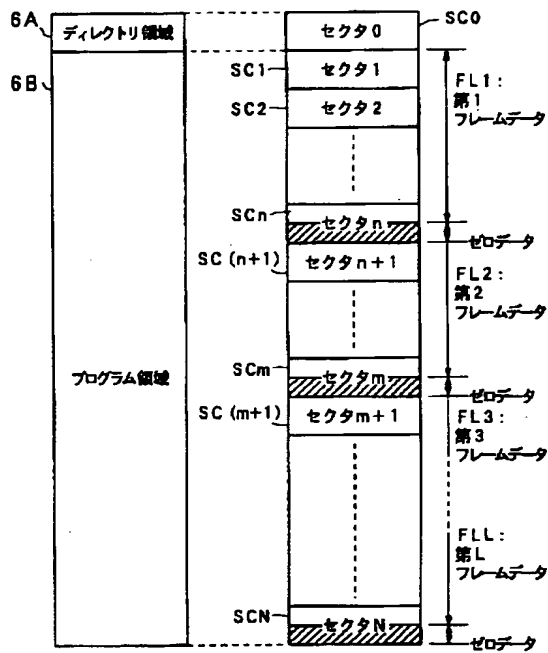 6A
ディレクトリ領域
6B
プログラム領域
SC0
セクタ0
SC1
セクタ1
SC2
セクタ2
FL1:
第1
フレームデータ
SCn
セクタn
ゼロデータ
SC(n+1)
セクタn+1
FL2:
第2
フレームデータ
SCm
セクタm
ゼロデータ
SC(m+1)
セクタm+1
FL3:
第3
フレームデータ
FLL:
第L
フレームデータ
SCN
セクタN
ゼロデータ